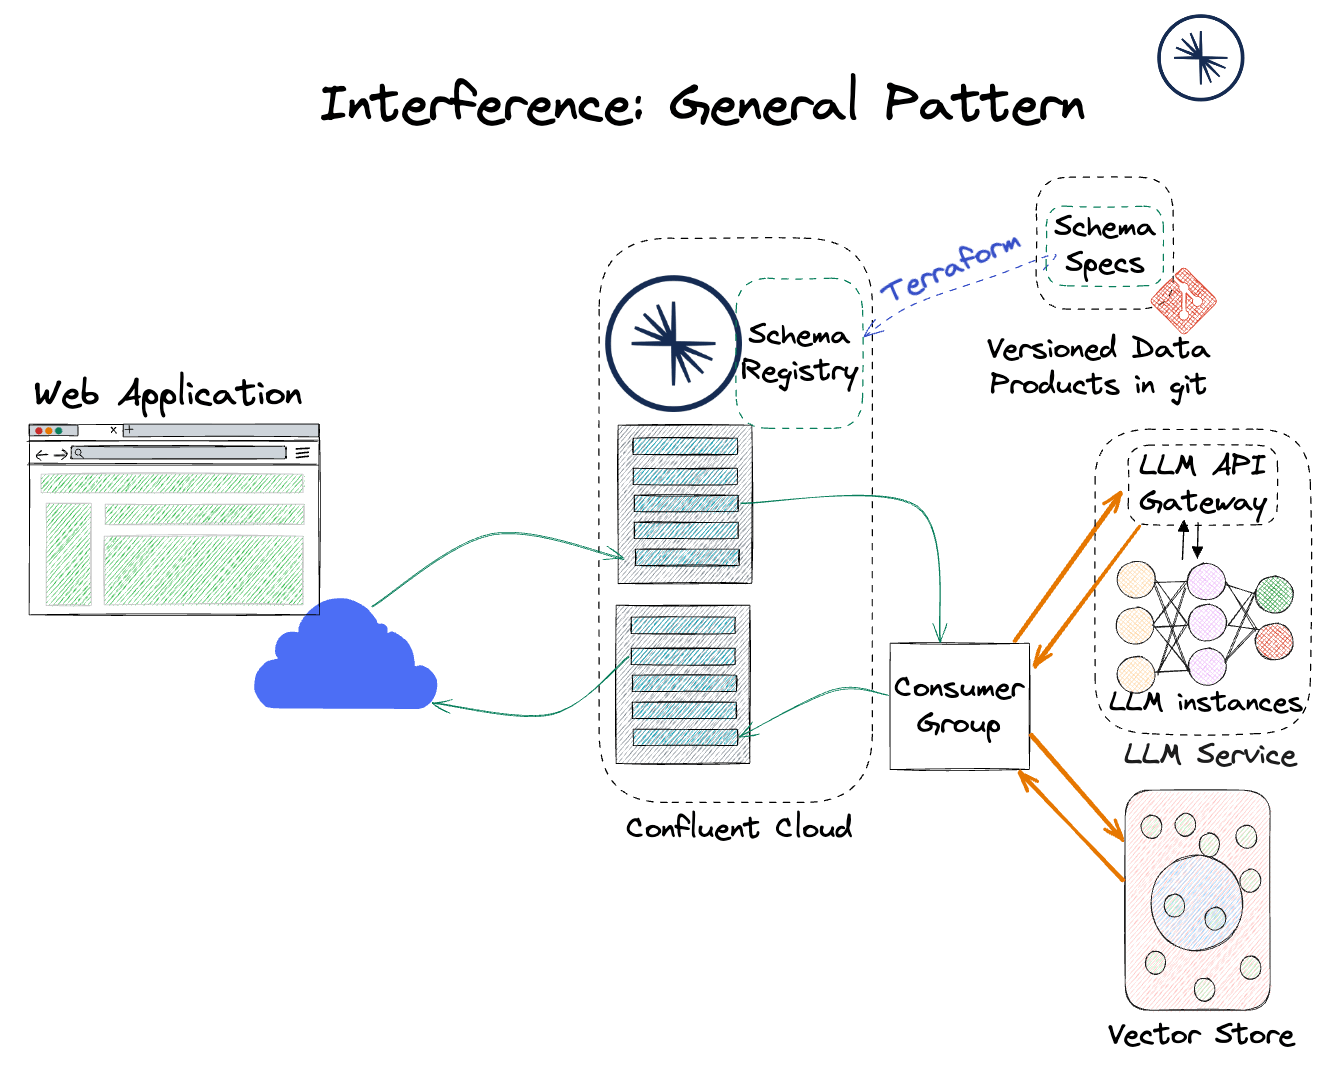 Interference: General Pattern
Schema
Specs
Terraform
Versioned Data
Products in git
Schema
Registry
Web Application
x +
LLM API
Gateway
LLM instances
LLM Service
Consumer
Group
Confluent Cloud
Vector Store